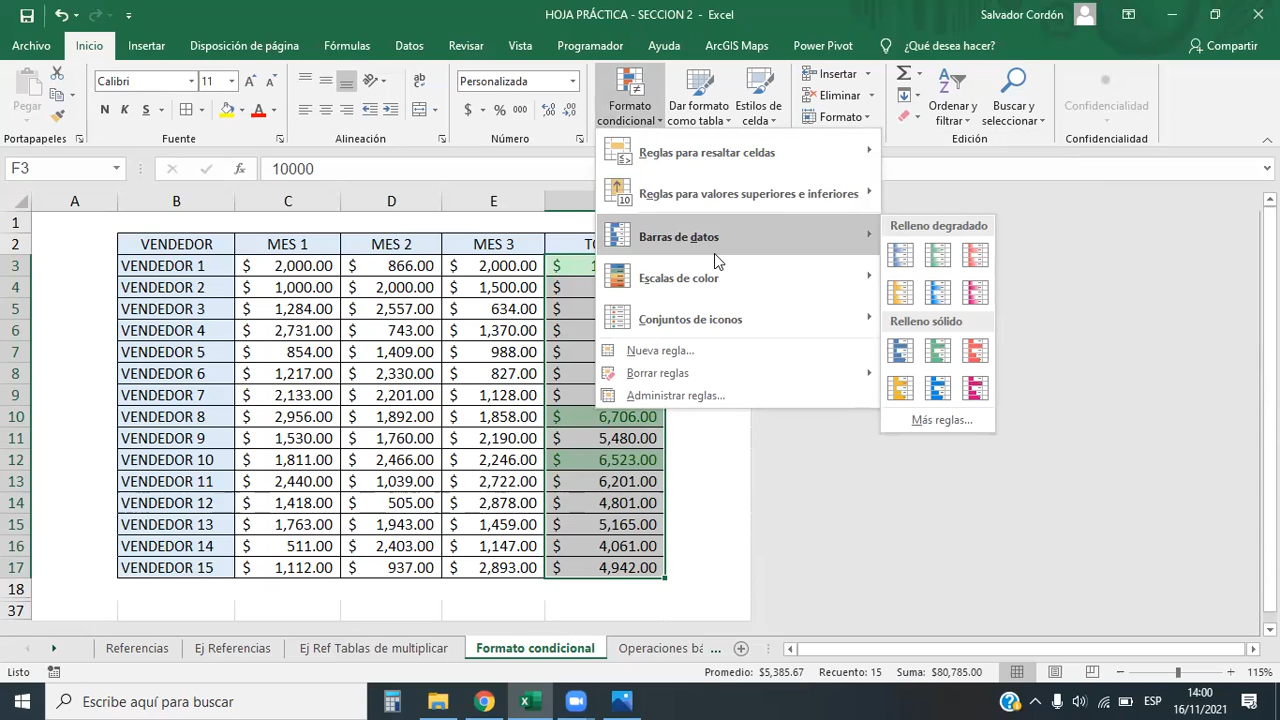 HOJA PRÁCTICA - SECCION 2 - Excel
Salvador Cordón
Archivo Inicio Insertar Disposición de página Fórmulas Datos Revisar Vista Programador Ayuda ArcGIS Maps Power Pivot ¿Qué desea hacer? Compartir
Pegar
Calibri 11
N K S
Personalizada
$ % 000
Formato condicional
Dar formato como tabla
Estilos de celda
Insertar
Eliminar
Formato
Ordenar y filtrar
Buscar y seleccionar
Confidencialidad
Portapapeles Fuente Alineación Número Edición Confidencialidad
F3 fx 10000
Reglas para resaltar celdas
Reglas para valores superiores e inferiores
Barras de datos
Escalas de color
Conjuntos de iconos
Nueva regla...
Borrar reglas
Administrar reglas...
Relleno degradado
Relleno sólido
Más reglas...
A B C D E
1
2 VENDEDOR MES 1 MES 2 MES 3 TO
3 VENDEDOR 1 $ 2,000.00 $ 866.00 $ 2,000.00 $ 1
4 VENDEDOR 2 $ 1,000.00 $ 2,000.00 $ 1,500.00 $
5 VENDEDOR 3 $ 1,284.00 $ 2,557.00 $ 634.00 $
6 VENDEDOR 4 $ 2,731.00 $ 743.00 $ 1,370.00 $
7 VENDEDOR 5 $ 854.00 $ 1,409.00 $ 988.00 $
8 VENDEDOR 6 $ 1,217.00 $ 2,330.00 $ 827.00 $
9 VENDEDOR 7 $ 2,133.00 $ 2,201.00 $ 1,128.00 $
10 VENDEDOR 8 $ 2,956.00 $ 1,892.00 $ 1,858.00 $ 6,706.00
11 VENDEDOR 9 $ 1,530.00 $ 1,760.00 $ 2,190.00 $ 5,480.00
12 VENDEDOR 10 $ 1,811.00 $ 2,466.00 $ 2,246.00 $ 6,523.00
13 VENDEDOR 11 $ 2,440.00 $ 1,039.00 $ 2,722.00 $ 6,201.00
14 VENDEDOR 12 $ 1,418.00 $ 505.00 $ 2,878.00 $ 4,801.00
15 VENDEDOR 13 $ 1,763.00 $ 1,943.00 $ 1,459.00 $ 5,165.00
16 VENDEDOR 14 $ 511.00 $ 2,403.00 $ 1,147.00 $ 4,061.00
17 VENDEDOR 15 $ 1,112.00 $ 937.00 $ 2,893.00 $ 4,942.00
18
37
Referencias Ej Referencias Ej Ref Tablas de multiplicar Formato condicional Operaciones bá ...
Listo Promedio: $5,385.67 Recuento: 15 Suma: $80,785.00 115%
Escribe aquí para buscar
ESP
14:00
16/11/2021